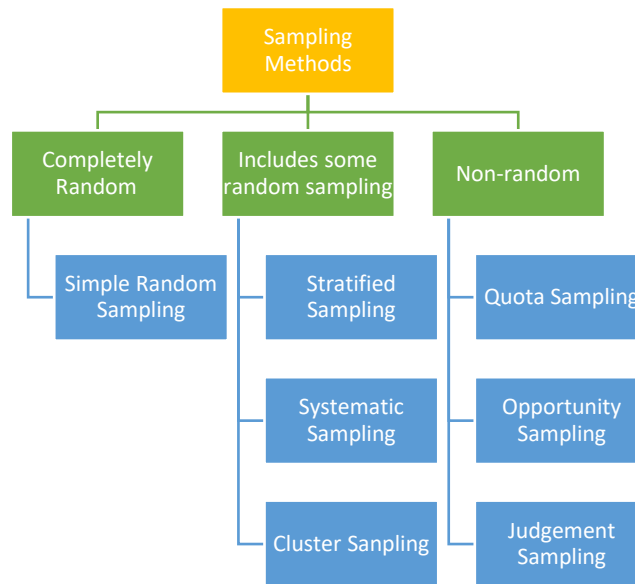 Sampling
Methods
Completely
Random
Includes some
random sampling
Non-random
Simple Random
Sampling
Stratified
Sampling
Quota Sampling
Systematic
Sampling
Opportunity
Sampling
Cluster Sanpling
Judgement
Sampling